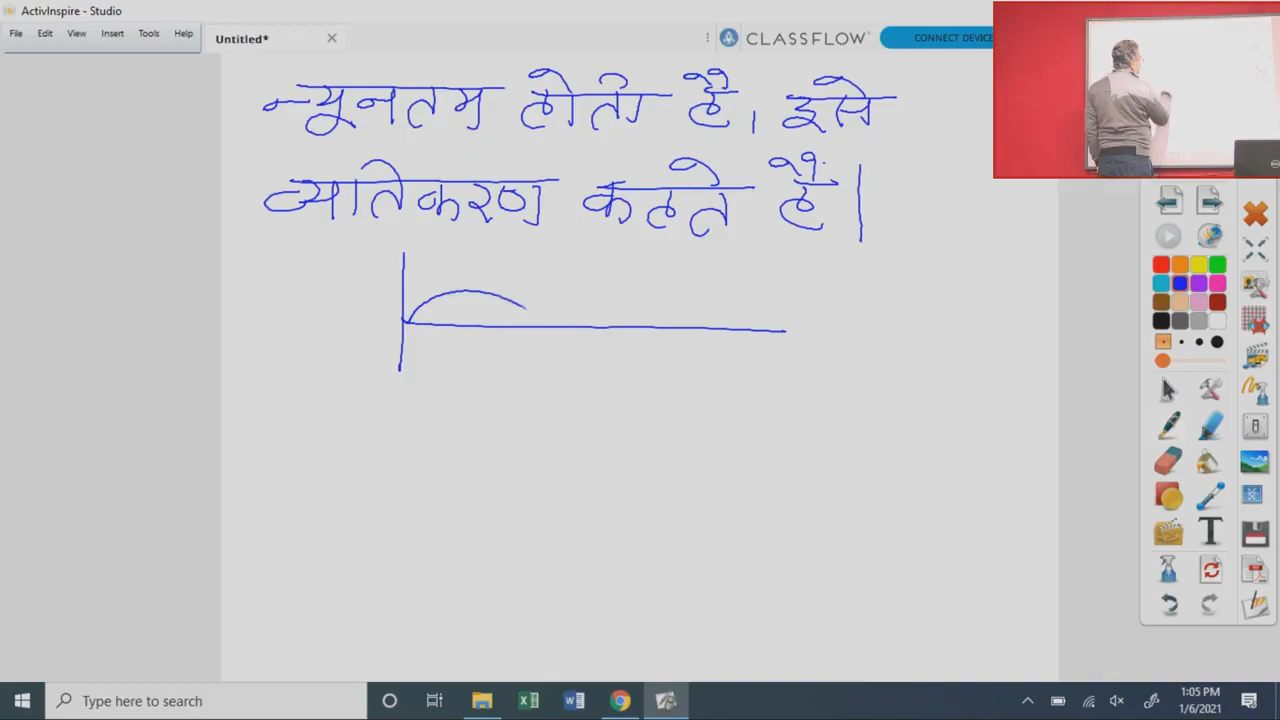 ActivInspire - Studio
File Edit View Insert Tools Help
Untitled*
CLASSFLOW
CONNECT DEVICE
न्यूनतम होती है, इसे
व्यतिकरण कहते हैं।
Type here to search
1:05 PM
1/6/2021